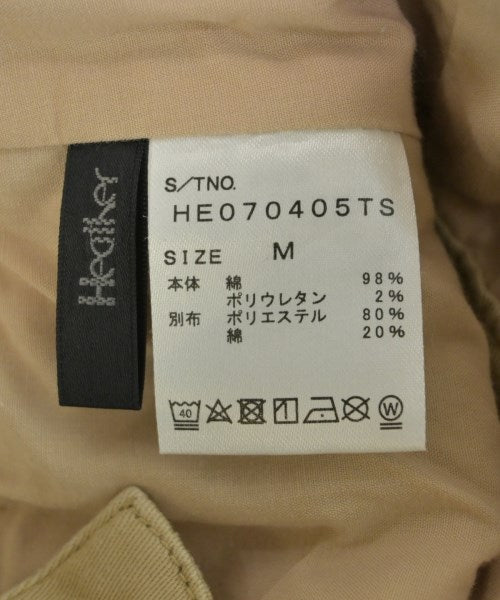 Heather
S/TNO.
HE070405TS
SIZE M
本体 綿 98%
ポリウレタン 2%
別布 ポリエステル 80%
綿 20%
40 W